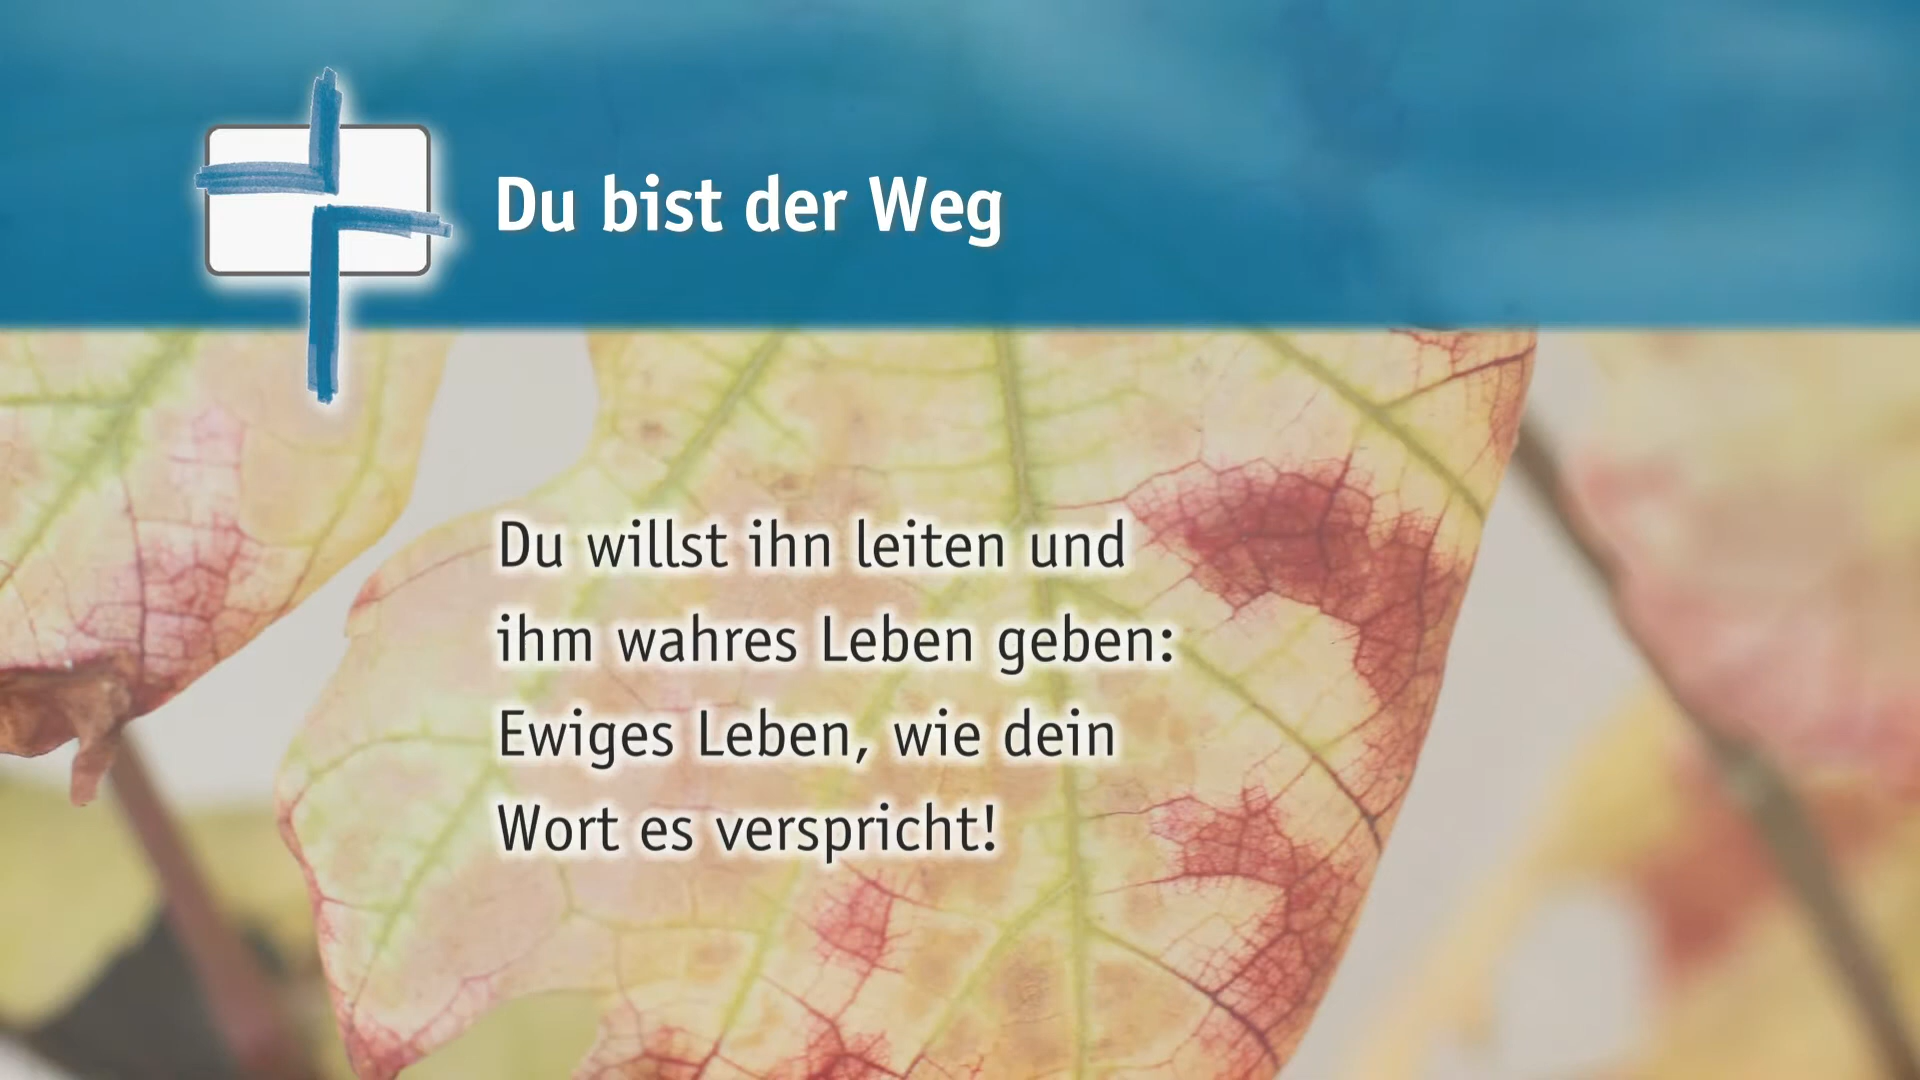 Du bist der Weg
Du willst ihn leiten und
ihm wahres Leben geben:
Ewiges Leben, wie dein
Wort es verspricht!